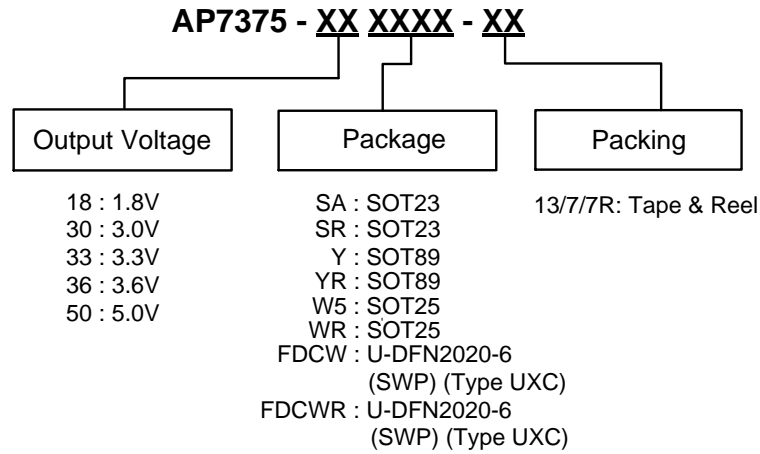 AP7375 - XX XXXX - XX
Output Voltage
18 : 1.8V
30 : 3.0V
33 : 3.3V
36 : 3.6V
50 : 5.0V
Package
SA : SOT23
SR : SOT23
Y : SOT89
YR : SOT89
W5 : SOT25
WR : SOT25
FDCW : U-DFN2020-6
(SWP) (Type UXC)
FDCWR : U-DFN2020-6
(SWP) (Type UXC)
Packing
13/7/7R: Tape & Reel